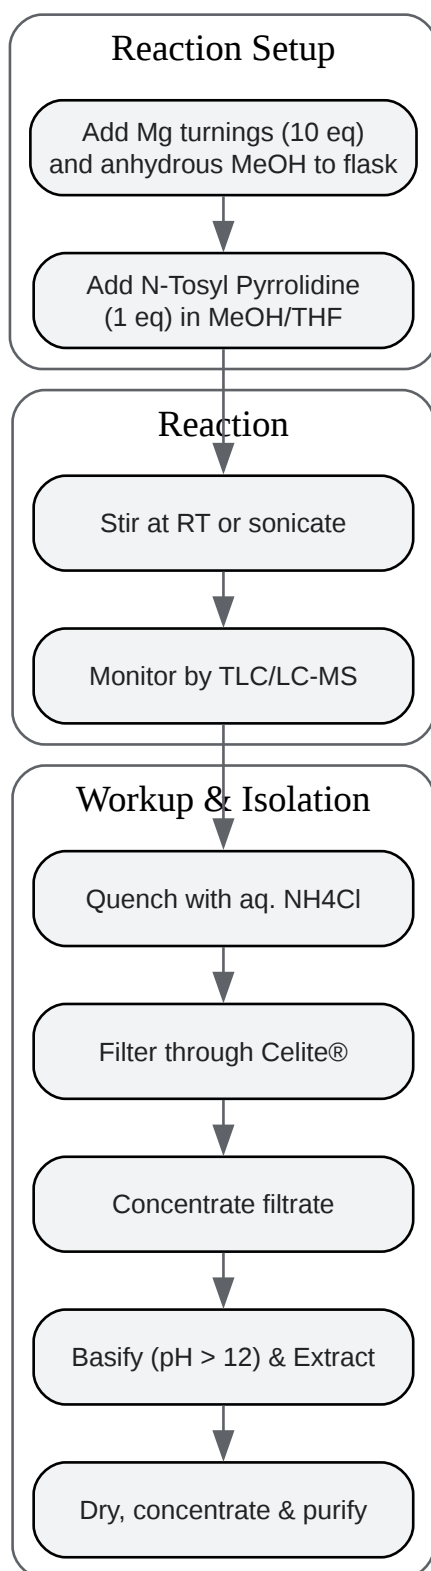 Reaction Setup
Add Mg turnings (10 eq)
and anhydrous MeOH to flask
Add N-Tosyl Pyrrolidine
(1 eq) in MeOH/THF
Reaction
Stir at RT or sonicate
Monitor by TLC/LC-MS
Workup & Isolation
Quench with aq. NH4Cl
Filter through Celite®
Concentrate filtrate
Basify (pH > 12) & Extract
Dry, concentrate & purify